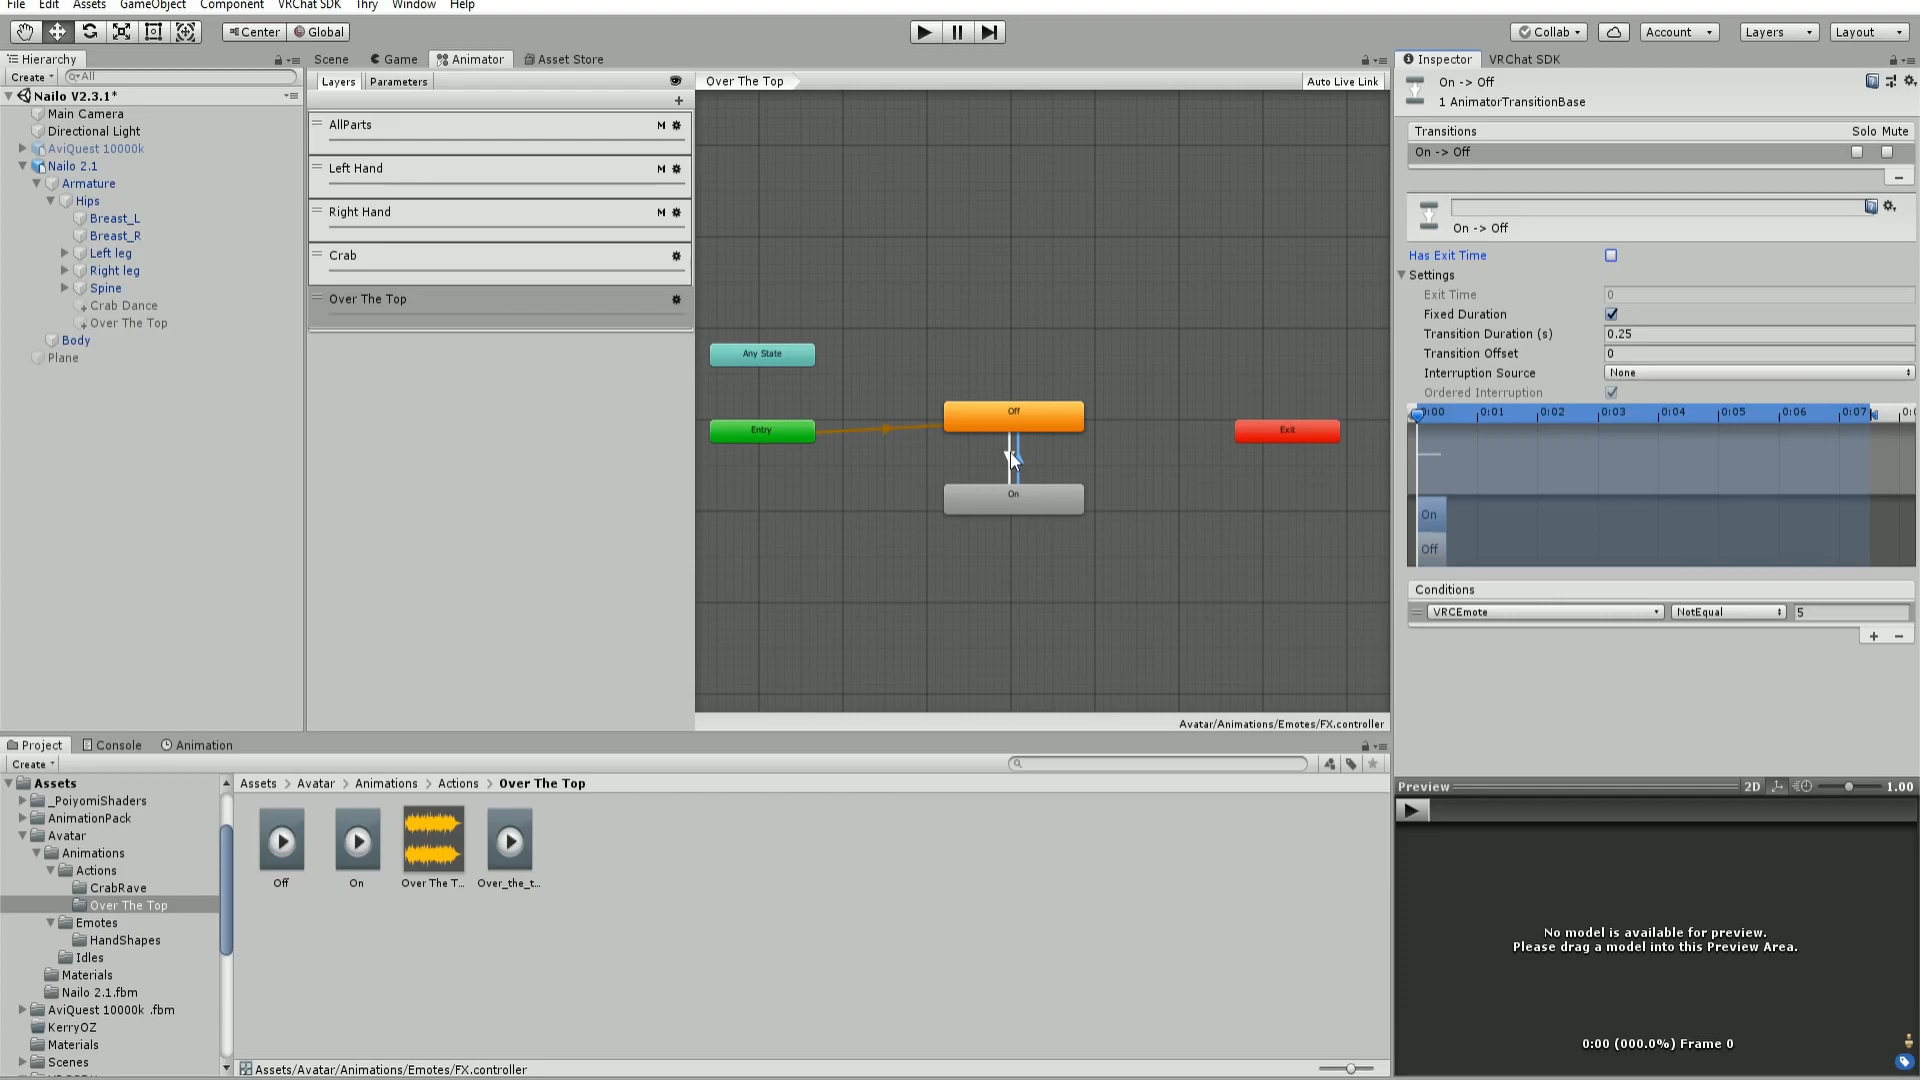 File Edit Assets GameObject Component VRChat SDK Thry Window Help
Center Global
Collab Account Layers Layout
Hierarchy
Create All
Nailo V2.3.1*
Main Camera
Directional Light
AviQuest 10000k
Nailo 2.1
Armature
Hips
Breast_L
Breast_R
Left leg
Right leg
Spine
Crab Dance
Over The Top
Body
Plane
Scene Game Animator Asset Store
Layers Parameters
Over The Top
Auto Live Link
AllParts M
Left Hand M
Right Hand M
Crab
Over The Top
Any State
Entry
Off
On
Exit
Avatar/Animations/Emotes/FX.controller
Inspector VRChat SDK
On -> Off
1 AnimatorTransitionBase
Transitions Solo Mute
On -> Off
On -> Off
Has Exit Time
Settings
Exit Time 0
Fixed Duration
Transition Duration (s) 0.25
Transition Offset 0
Interruption Source None
Ordered Interruption
0:00 0:01 0:02 0:03 0:04 0:05 0:06 0:07
On
Off
Conditions
VRCEmote NotEqual 5
Project Console Animation
Create
Assets
_PoiyomiShaders
AnimationPack
Avatar
Animations
Actions
CrabRave
Over The Top
Emotes
HandShapes
Idles
Materials
Nailo 2.1.fbm
AviQuest 10000k .fbm
KerryOZ
Materials
Scenes
Assets > Avatar > Animations > Actions > Over The Top
Off
On
Over The T...
Over_the_t...
Assets/Avatar/Animations/Emotes/FX.controller
Preview 2D 1.00
No model is available for preview.
Please drag a model into this Preview Area.
0:00 (000.0%) Frame 0